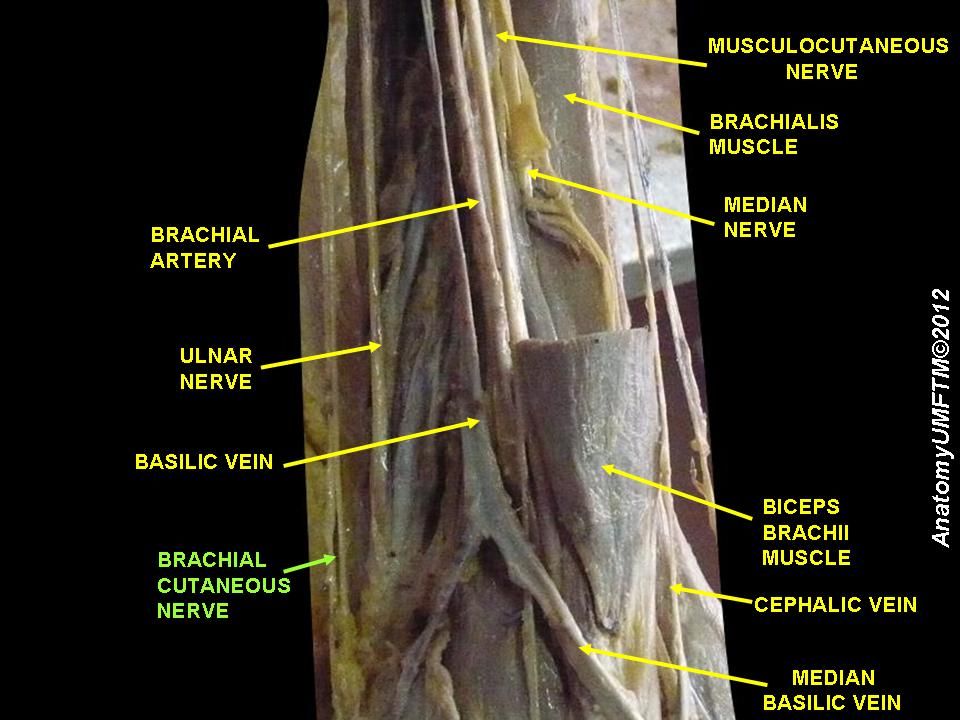 MUSCULOCUTANEOUS
NERVE
BRACHIALIS
MUSCLE
MEDIAN
NERVE
BRACHIAL
ARTERY
ULNAR
NERVE
BASILIC VEIN
BICEPS
BRACHII
MUSCLE
BRACHIAL
CUTANEOUS
NERVE
CEPHALIC VEIN
MEDIAN
BASILIC VEIN
AnatomyUMFTM©2012